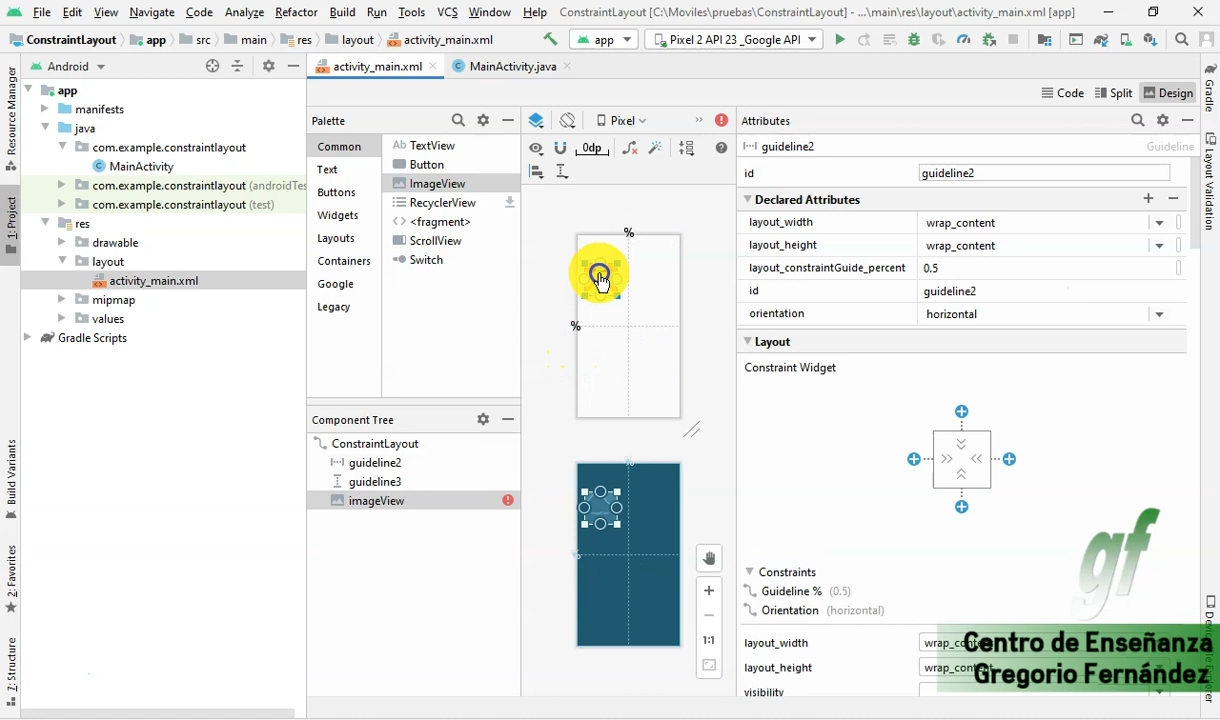 File Edit View Navigate Code Analyze Refactor Build Run Tools VCS Window Help ConstraintLayout [C:\Moviles\pruebas\ConstraintLayout] - ...\main\res\layout\activity_main.xml [app]
ConstraintLayout app src main res layout activity_main.xml app Pixel 2 API 23 _Google API
Android activity_main.xml MainActivity.java
Code Split Design
app
manifests
java
com.example.constraintlayout
MainActivity
com.example.constraintlayout (androidTes
com.example.constraintlayout (test)
res
drawable
layout
activity_main.xml
mipmap
values
Gradle Scripts
Resource Manager
1: Project
Build Variants
2: Favorites
7: Structure
Palette
Common
Text
Buttons
Widgets
Layouts
Containers
Google
Legacy
Ab TextView
Button
ImageView
RecyclerView
<> <fragment>
ScrollView
Switch
Component Tree
ConstraintLayout
guideline2
guideline3
imageView
Pixel
0dp
%
%
1:1
Attributes
guideline2 Guideline
id guideline2
Declared Attributes
layout_width wrap_content
layout_height wrap_content
layout_constraintGuide_percent 0.5
id guideline2
orientation horizontal
Layout
Constraint Widget
Constraints
Guideline % (0.5)
Orientation (horizontal)
layout_width wrap_content
layout_height wrap_content
visibility
Gradle
Layout Validation
gf
Centro de Enseñanza
Gregorio Fernández